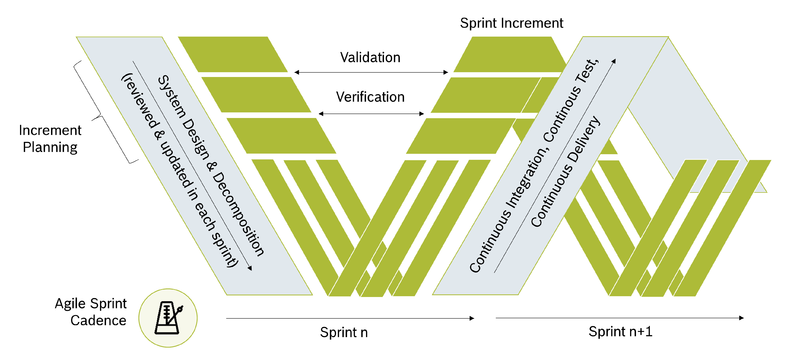 Sprint Increment
Validation
Verification
Increment
Planning
System Design & Decomposition
(reviewed & updated in each sprint)
Continuous Integration, Continous Test,
Continuous Delivery
Agile Sprint
Cadence
Sprint n
Sprint n+1